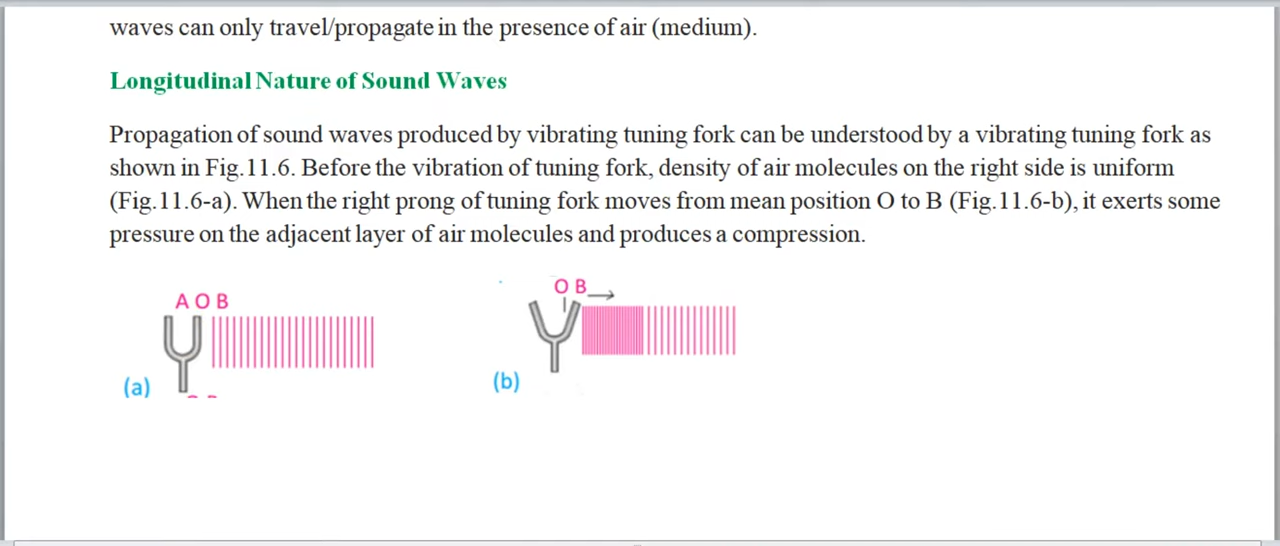 waves can only travel/propagate in the presence of air (medium).
Longitudinal Nature of Sound Waves
Propagation of sound waves produced by vibrating tuning fork can be understood by a vibrating tuning fork as
shown in Fig.11.6. Before the vibration of tuning fork, density of air molecules on the right side is uniform
(Fig.11.6-a). When the right prong of tuning fork moves from mean position O to B (Fig.11.6-b), it exerts some
pressure on the adjacent layer of air molecules and produces a compression.
A O B
O B
(a)
(b)